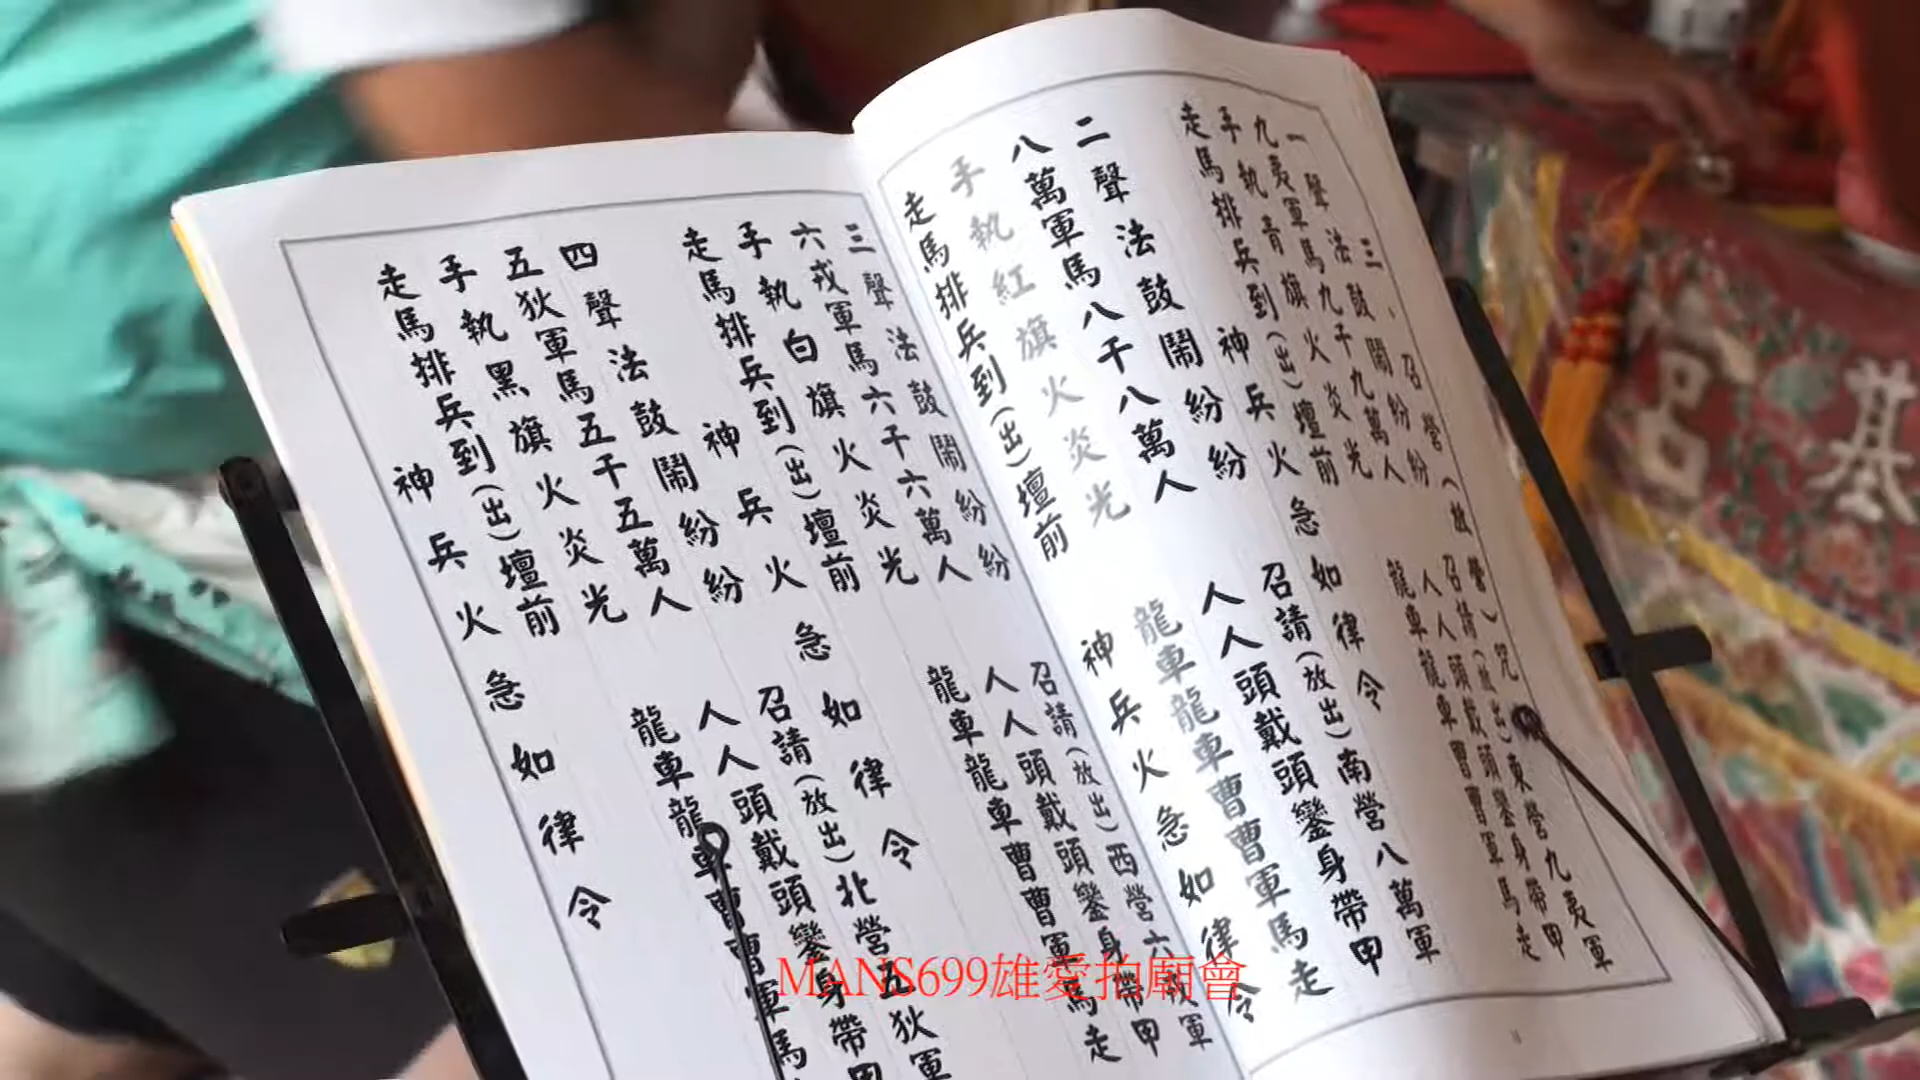 三、召營(放營)咒
一聲法鼓鬧紛紛 召請(放出)東營九夷軍
九夷軍馬九千九萬人 人人頭戴頭鑾身帶甲
手執青旗火炎光 龍車龍車曹曹軍馬走
走馬排兵到(出)壇前
神兵火急如律令
二聲法鼓鬧紛紛 召請(放出)南營八萬軍
八萬軍馬八千八萬人 人人頭戴頭鑾身帶甲
手執紅旗火炎光 龍車龍車曹曹軍馬走
走馬排兵到(出)壇前 神兵火急如律令
三聲法鼓鬧紛紛 召請(放出)西營六戎軍
六戎軍馬六千六萬人 人人頭戴頭鑾身帶甲
手執白旗火炎光 龍車龍車曹曹軍馬走
走馬排兵到(出)壇前
神兵火急如律令
四聲法鼓鬧紛紛 召請(放出)北營五狄軍
五狄軍馬五千五萬人 人人頭戴頭鑾身帶甲
手執黑旗火炎光 龍車龍車曹曹軍馬
走馬排兵到(出)壇前
神兵火急如律令
MANS699雄愛拍廟會
宮
基